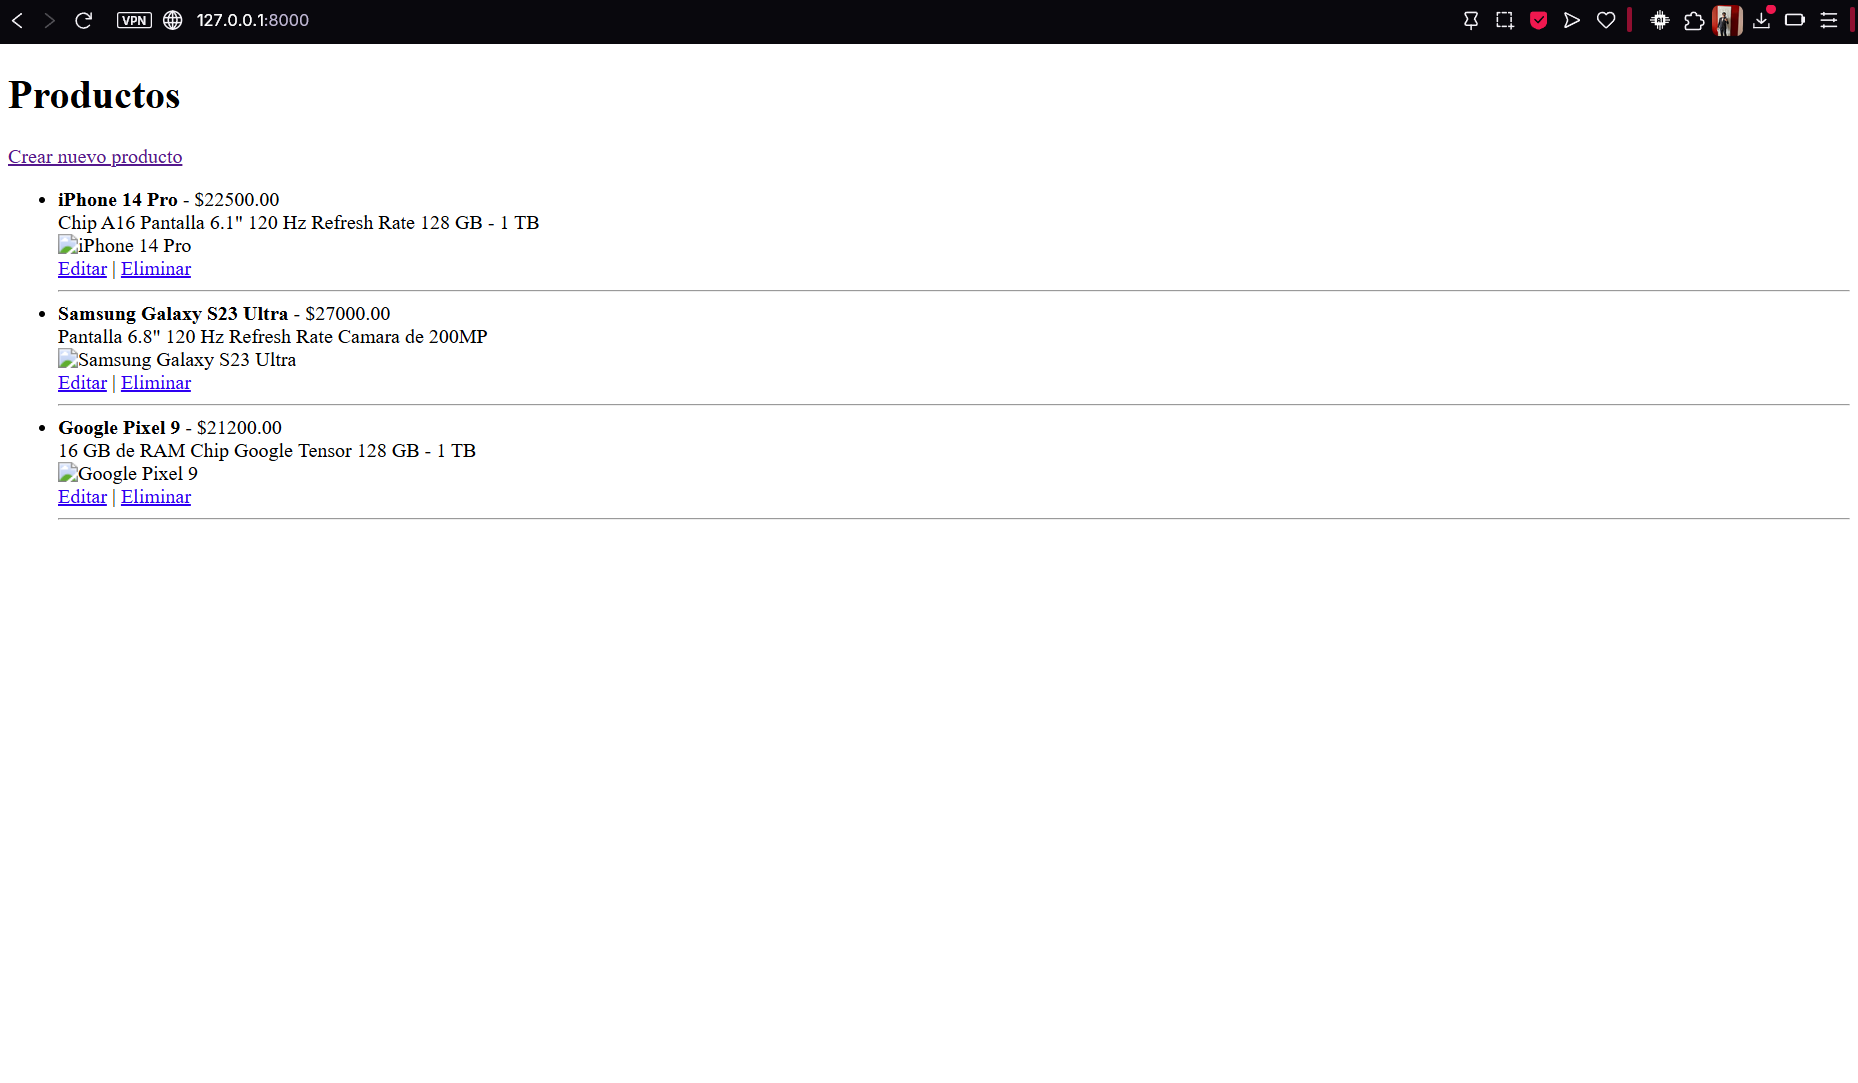 VPN 127.0.0.1:8000
Productos
Crear nuevo producto
iPhone 14 Pro - $22500.00
Chip A16 Pantalla 6.1" 120 Hz Refresh Rate 128 GB - 1 TB
iPhone 14 Pro
Editar | Eliminar
Samsung Galaxy S23 Ultra - $27000.00
Pantalla 6.8" 120 Hz Refresh Rate Camara de 200MP
Samsung Galaxy S23 Ultra
Editar | Eliminar
Google Pixel 9 - $21200.00
16 GB de RAM Chip Google Tensor 128 GB - 1 TB
Google Pixel 9
Editar | Eliminar